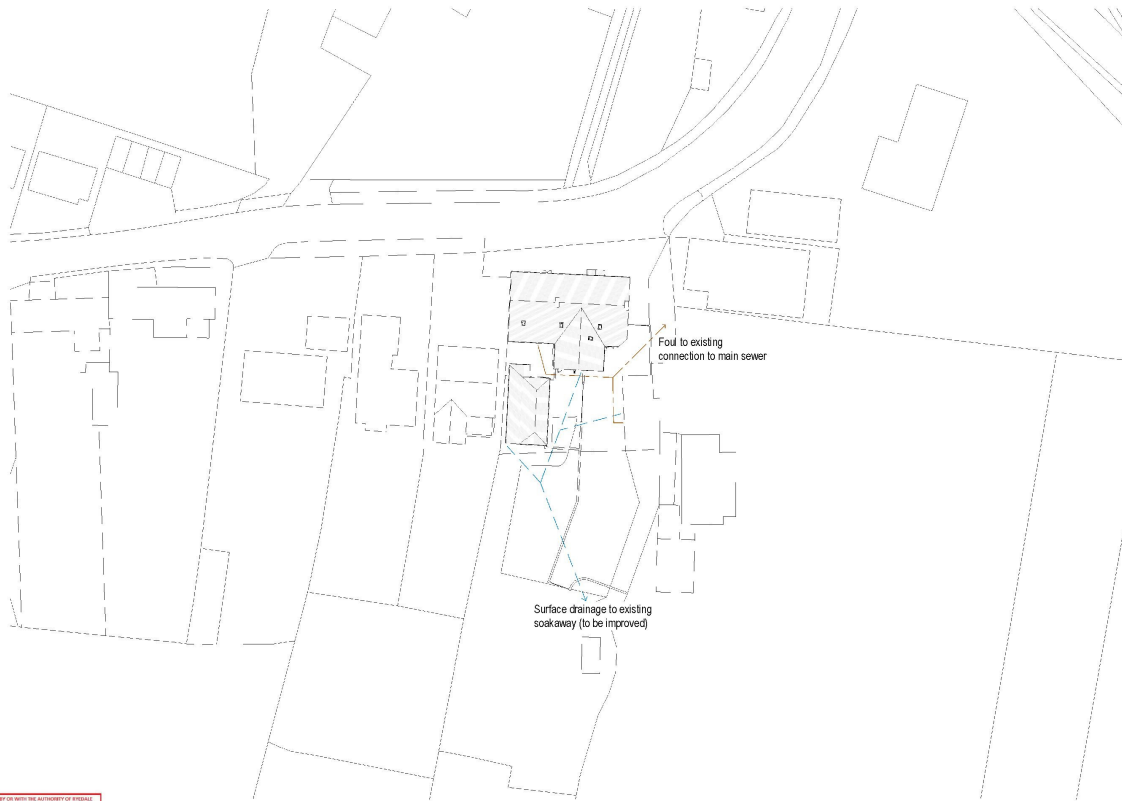 Foul to existing
connection to main sewer
Surface drainage to existing
soakaway (to be improved)
BY OR WITH THE AUTHORITY OF RYEDALE